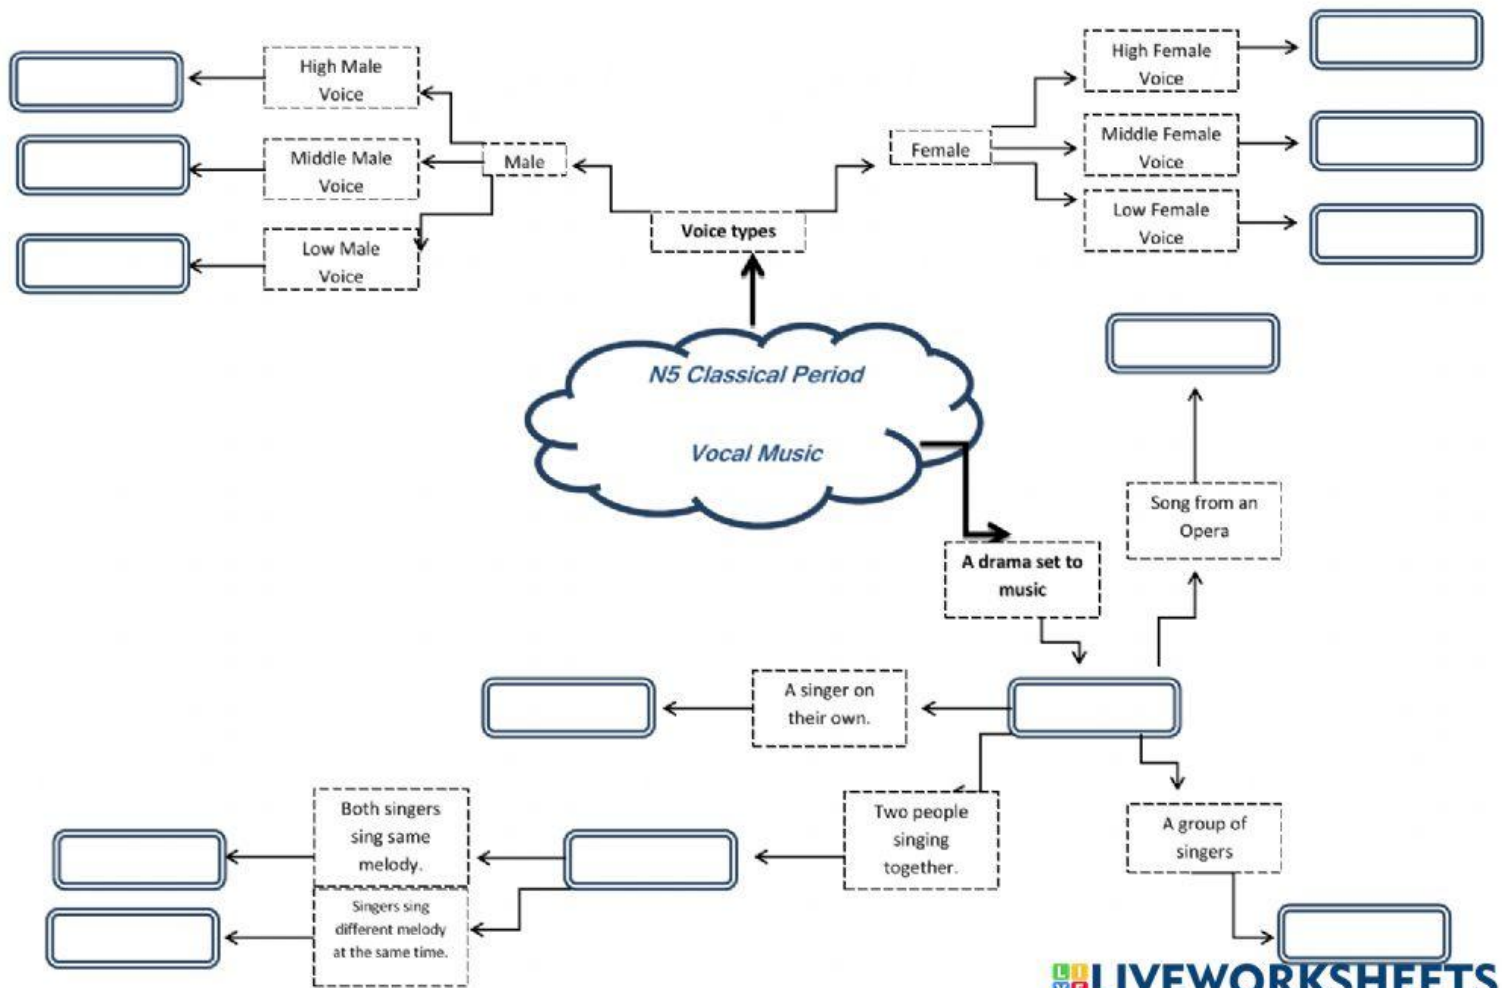 High Male
Voice
Middle Male
Voice
Low Male
Voice
Male
Voice types
Female
High Female
Voice
Middle Female
Voice
Low Female
Voice
N5 Classical Period
Vocal Music
Song from an
Opera
A drama set to
music
A singer on
their own.
Two people
singing
together.
A group of
singers
Both singers
sing same
melody.
Singers sing
different melody
at the same time.
LIVEWORKSHEETS